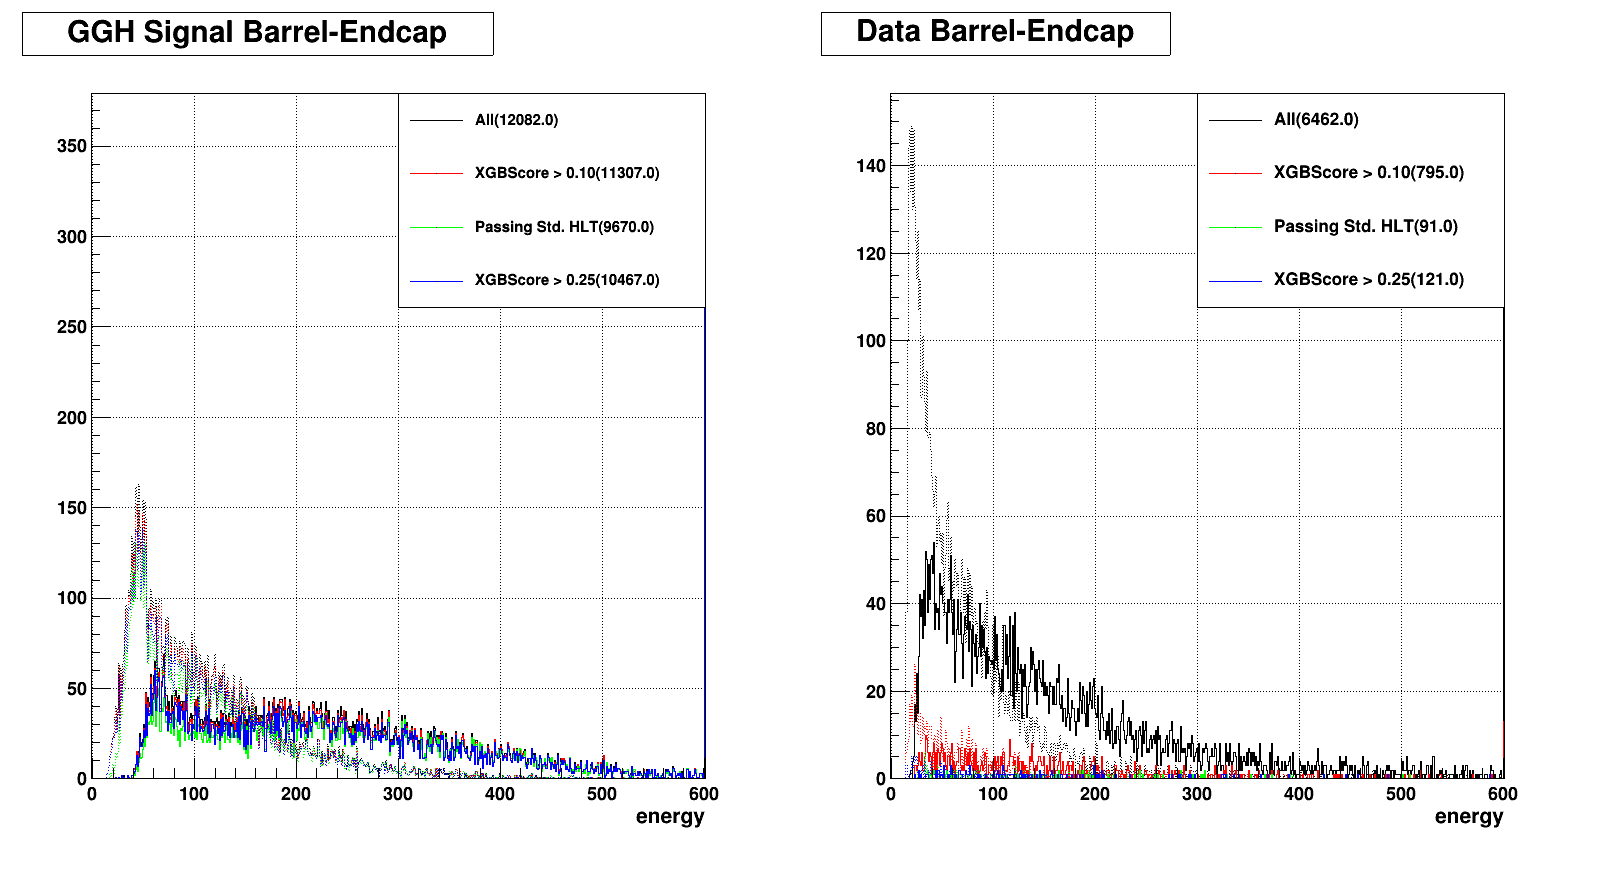 GGH Signal Barrel-Endcap
All(12082.0)
XGBScore > 0.10(11307.0)
Passing Std. HLT(9670.0)
XGBScore > 0.25(10467.0)
350
300
250
200
150
100
50
0
0 100 200 300 400 500 600
energy
Data Barrel-Endcap
All(6462.0)
XGBScore > 0.10(795.0)
Passing Std. HLT(91.0)
XGBScore > 0.25(121.0)
140
120
100
80
60
40
20
0
0 100 200 300 400 500 600
energy